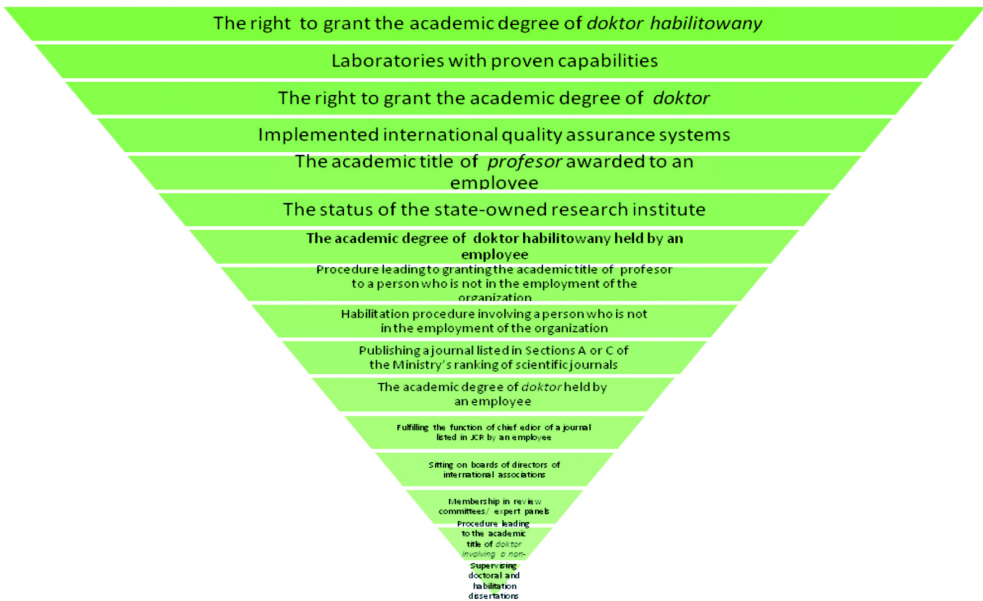 The right to grant the academic degree of doktor habilitowany
Laboratories with proven capabilities
The right to grant the academic degree of doktor
Implemented international quality assurance systems
The academic title of profesor awarded to an
employee
The status of the state-owned research institute
The academic degree of doktor habilitowany held by an
employee
Procedure leading to granting the academic title of profesor
to a person who is not in the employment of the
organization
Habilitation procedure involving a person who is not
in the employment of the organization
Publishing a journal listed in Sections A or C of
the Ministry's ranking of scientific journals
The academic degree of doktor held by
an employee
Fulfilling the function of chief edior of a journal
listed in JCR by an employee
Sitting on boards of directors of
international associations
Membership in review
committees/ expert panels
Procedure leading
to the academic
title of doktor
involving a non-
Supervising
doctoral and
habilitation
dissertations